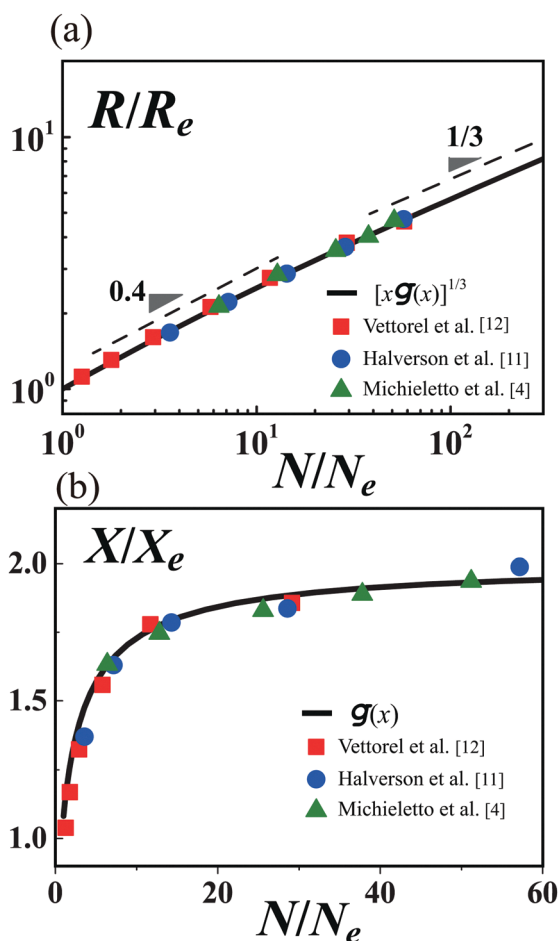 (a)
R/Rₑ
10¹
1/3
0.4
[x𝒈(x)]¹ᐟ³
Vettorel et al. [12]
Halverson et al. [11]
Michieletto et al. [4]
10⁰
10⁰ 10¹ 10²
N/Nₑ
(b)
X/Xₑ
2.0
1.5
1.0
𝒈(x)
Vettorel et al. [12]
Halverson et al. [11]
Michieletto et al. [4]
0 20 40 60
N/Nₑ